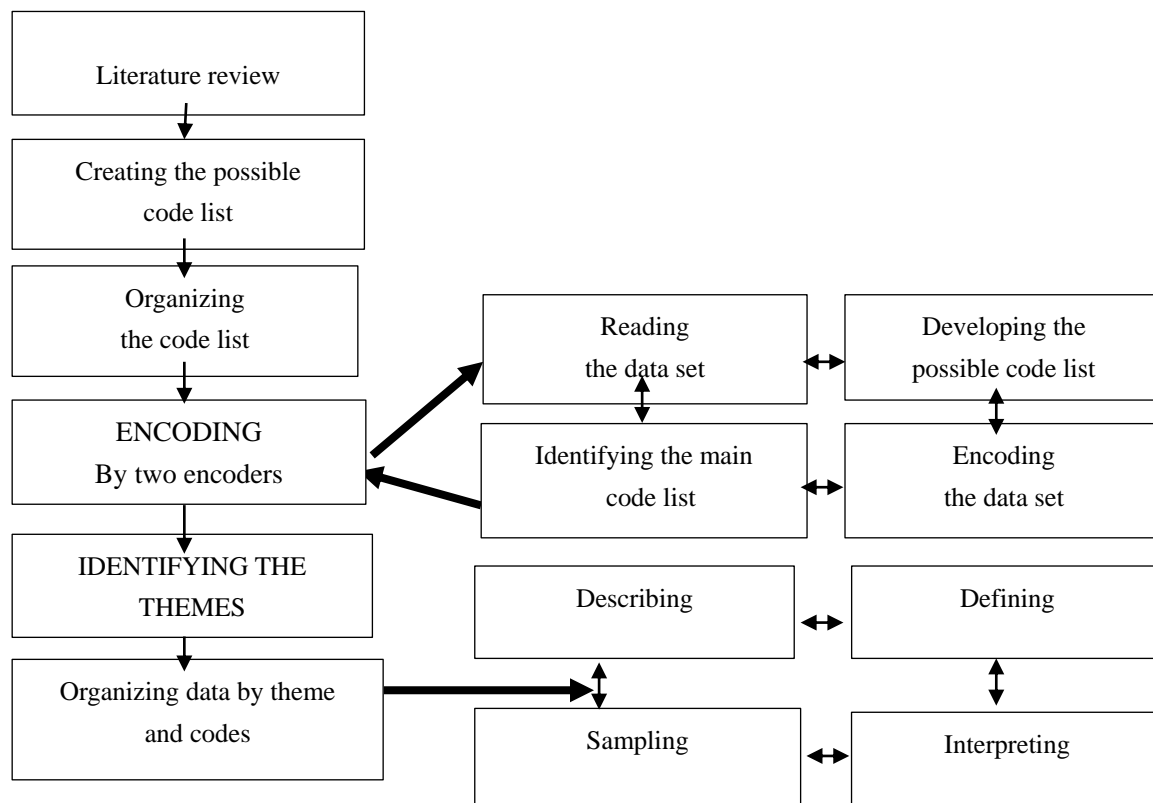 Literature review
Creating the possible
code list
Organizing
the code list
ENCODING
By two encoders
IDENTIFYING THE
THEMES
Organizing data by theme
and codes
Reading
the data set
Developing the
possible code list
Identifying the main
code list
Encoding
the data set
Describing
Defining
Sampling
Interpreting